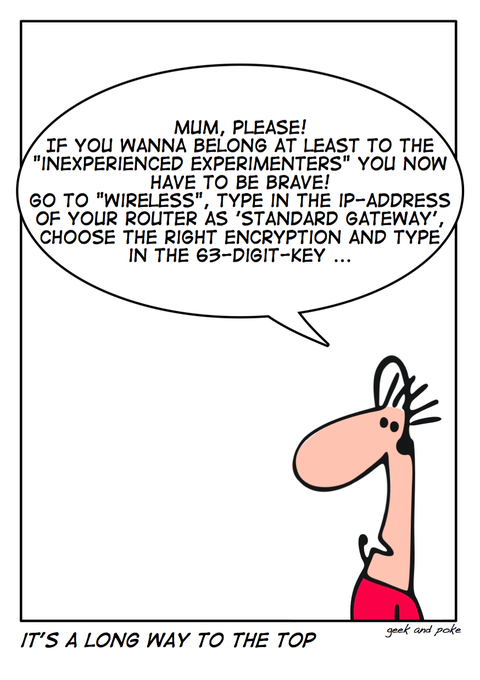 MUM, PLEASE!
IF YOU WANNA BELONG AT LEAST TO THE
"INEXPERIENCED EXPERIMENTERS" YOU NOW
HAVE TO BE BRAVE!
GO TO "WIRELESS", TYPE IN THE IP-ADDRESS
OF YOUR ROUTER AS 'STANDARD GATEWAY',
CHOOSE THE RIGHT ENCRYPTION AND TYPE
IN THE 63-DIGIT-KEY ...
geek and poke
IT'S A LONG WAY TO THE TOP